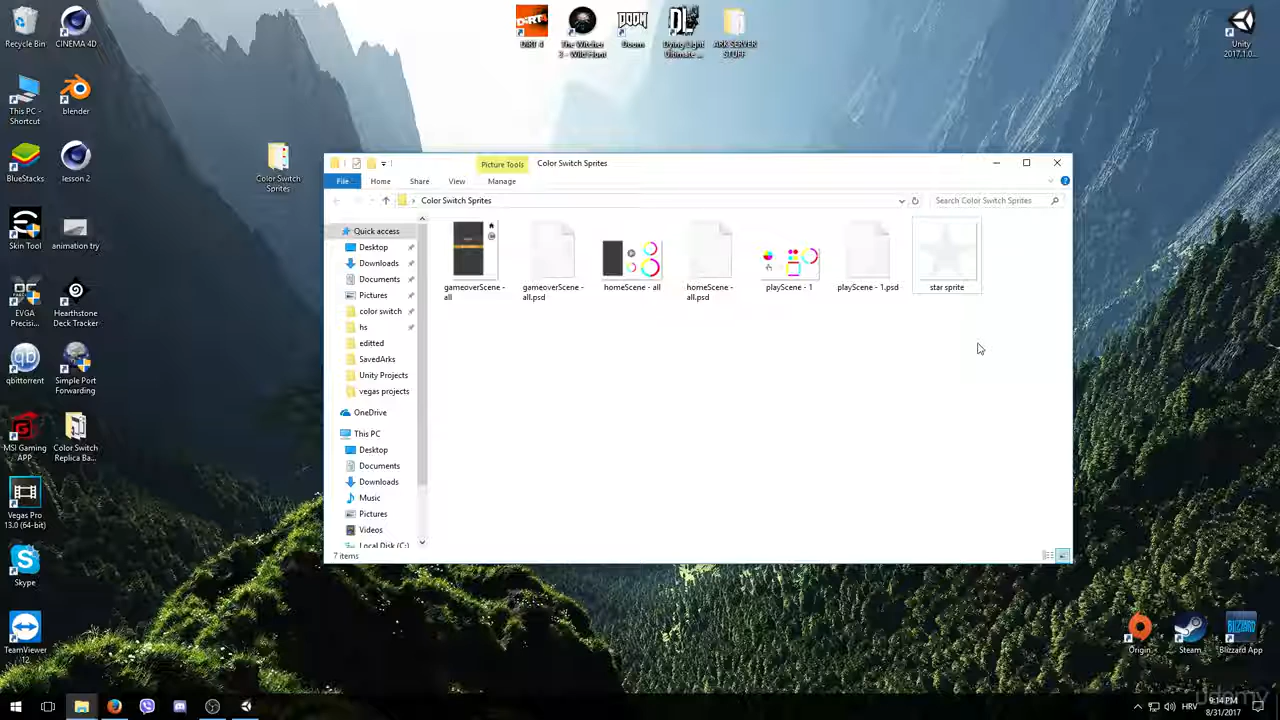 Recycle Bin
CINEMA 4D
DiRT 4
The Witcher
3 - Wild Hunt
DOOM
Doom
DL
Dying Light
Ultimate ...
ARK SERVER
STUFF
Unity
2017.1.0...
This PC -
Shortcut
blender
BlueStacks
lesson 2
Color Switch
Sprites
Skin Tool
animation try
EVGA
Precisi...
Hearthstone
Deck Tracker
qbittorrent
Simple Port
Forwarding
MSI Gaming
APP
Color Switch
Replica Ba...
Vegas Pro
13.0 (64-bit)
Skype
TeamViewer
12
Picture Tools
Color Switch Sprites
File
Home
Share
View
Manage
Color Switch Sprites
Search Color Switch Sprites
Quick access
Desktop
Downloads
Documents
Pictures
color switch
hs
editted
SavedArks
Unity Projects
vegas projects
OneDrive
This PC
Desktop
Documents
Downloads
Music
Pictures
Videos
Local Disk (C:)
gameoverScene -
all
gameoverScene -
all.psd
homeScene - all
homeScene -
all.psd
playScene - 1
playScene - 1.psd
star sprite
7 items
Origin
Steam
BLIZZARD
APP
Blizzard App
HRV
9:14 PM
8/31/2017
udemy